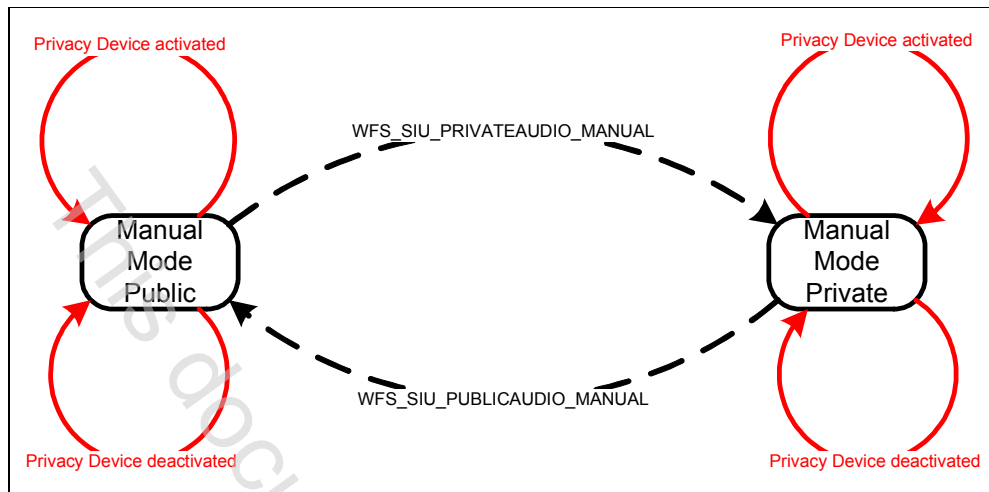 Privacy Device activated
Privacy Device activated
WFS_SIU_PRIVATEAUDIO_MANUAL
Manual
Mode
Public
Manual
Mode
Private
WFS_SIU_PUBLICAUDIO_MANUAL
Privacy Device deactivated
Privacy Device deactivated
This